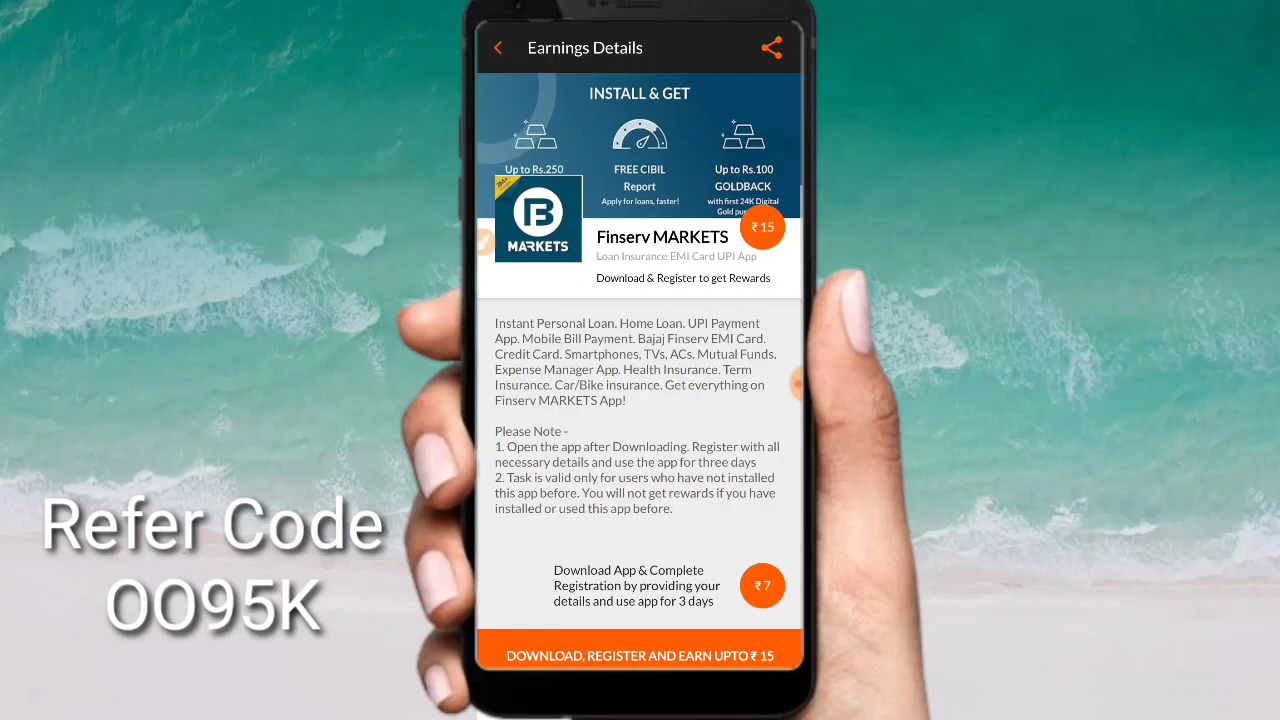 Earnings Details
INSTALL & GET
Up to Rs.250
FREE CIBIL
Report
Apply for loans, faster!
Up to Rs.100
GOLDBACK
with first 24K Digital
Gold
₹ 15
MARKETS
Finserv MARKETS
Loan Insurance EMI Card UPI App
Download & Register to get Rewards
Instant Personal Loan. Home Loan. UPI Payment
App. Mobile Bill Payment. Bajaj Finserv EMI Card.
Credit Card. Smartphones, TVs, ACs. Mutual Funds.
Expense Manager App. Health Insurance. Term
Insurance. Car/Bike insurance. Get everything on
Finserv MARKETS App!
Please Note -
1. Open the app after Downloading. Register with all
necessary details and use the app for three days
2. Task is valid only for users who have not installed
this app before. You will not get rewards if you have
installed or used this app before.
Download App & Complete
Registration by providing your
details and use app for 3 days
₹ 7
DOWNLOAD, REGISTER AND EARN UPTO ₹ 15
Refer Code
OO95K